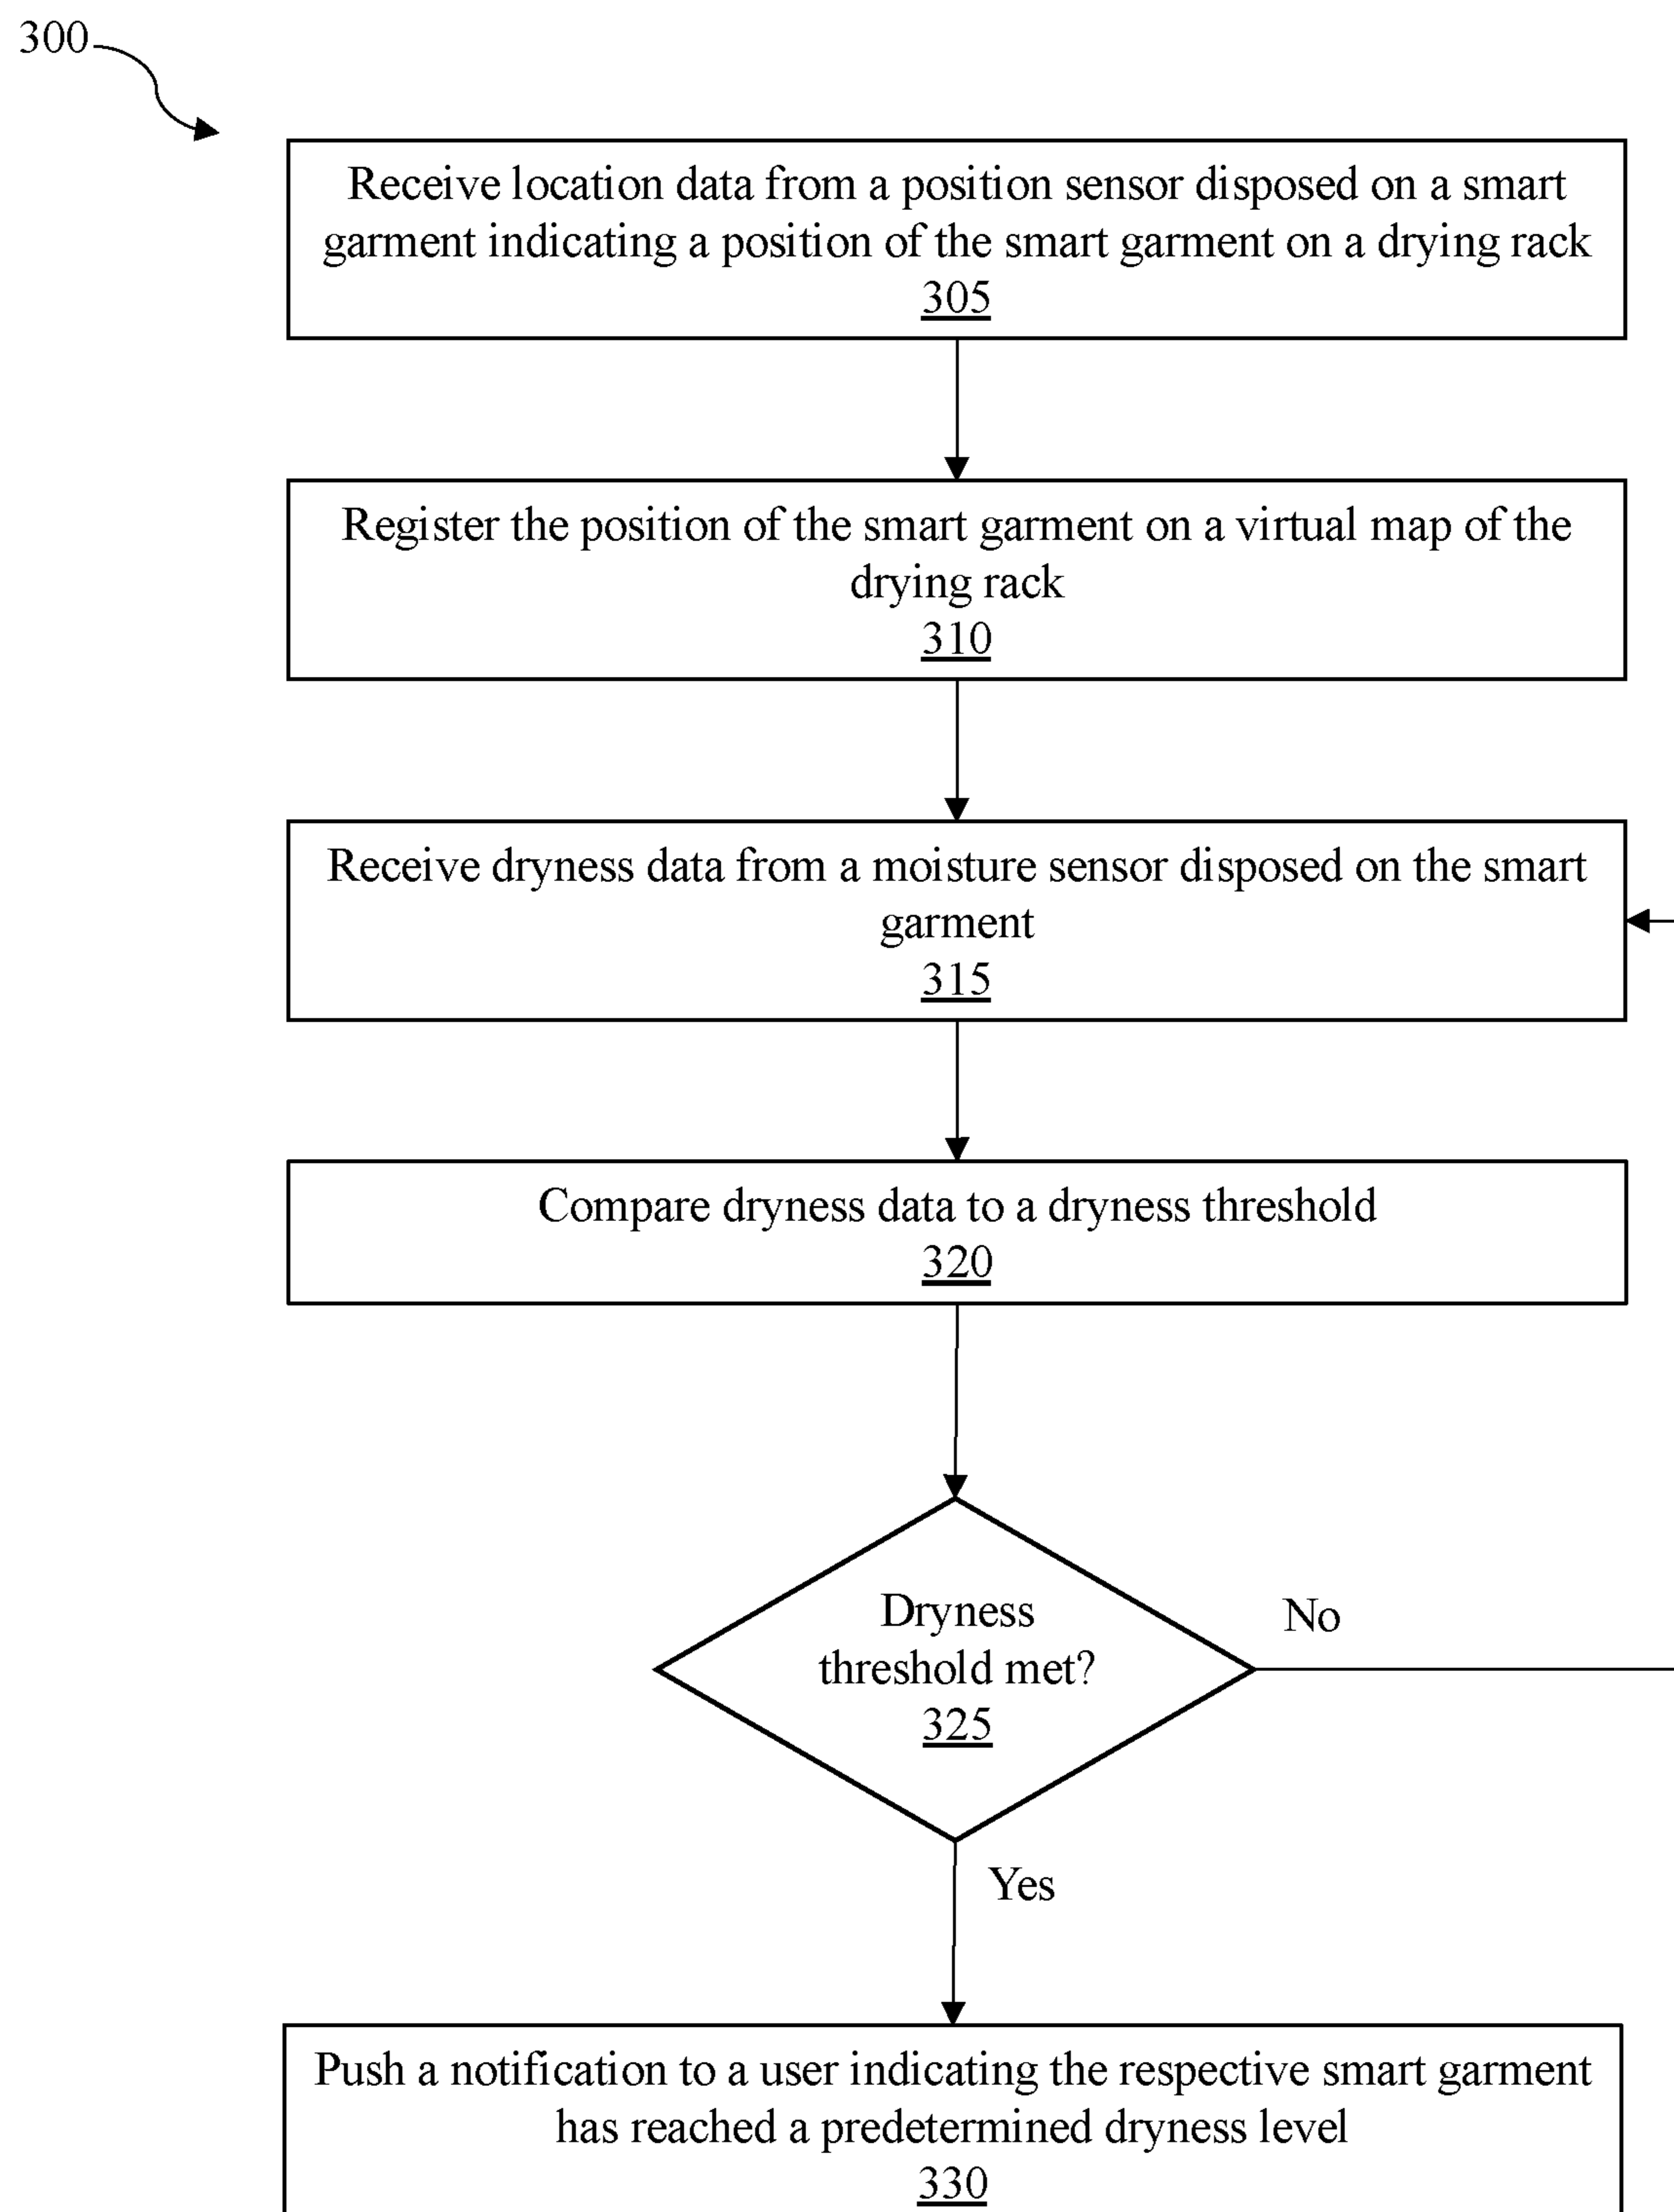 300
Receive location data from a position sensor disposed on a smart
garment indicating a position of the smart garment on a drying rack
305
Register the position of the smart garment on a virtual map of the
drying rack
310
Receive dryness data from a moisture sensor disposed on the smart
garment
315
Compare dryness data to a dryness threshold
320
Dryness
threshold met?
325
No
Yes
Push a notification to a user indicating the respective smart garment
has reached a predetermined dryness level
330